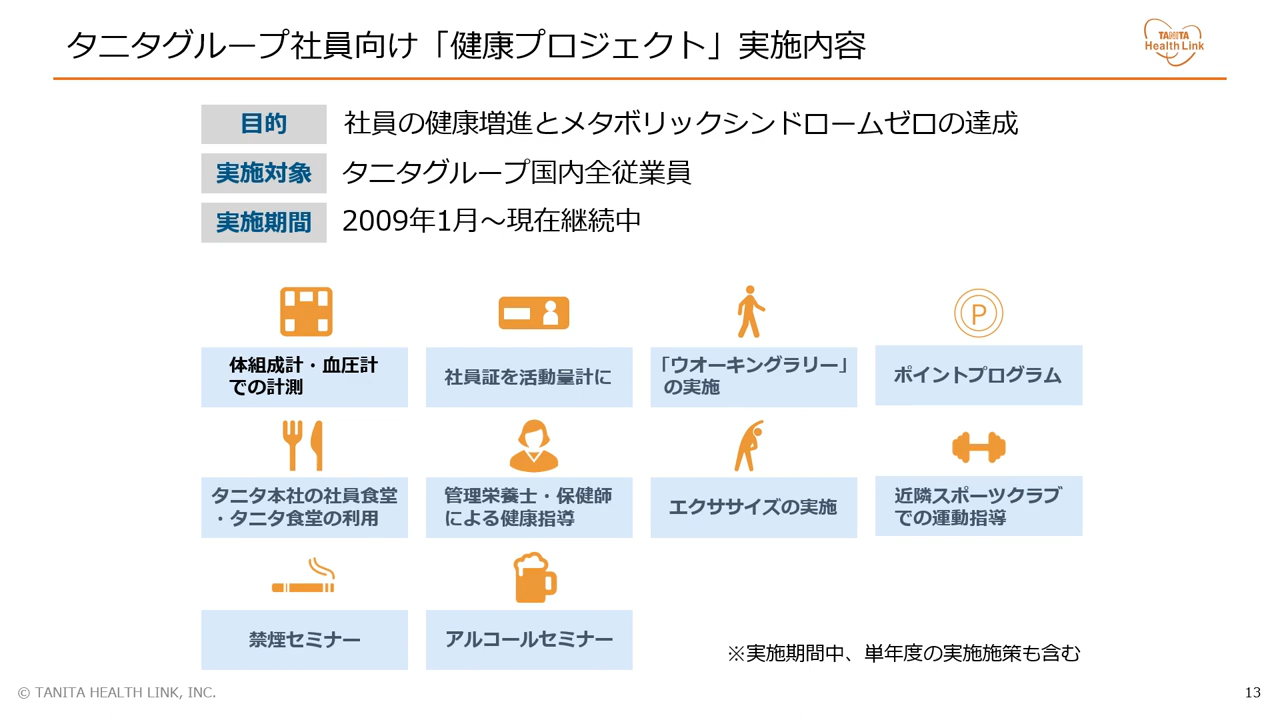 タニタグループ社員向け「健康プロジェクト」実施内容
TANITA
Health Link
目的
社員の健康増進とメタボリックシンドロームゼロの達成
実施対象
タニタグループ国内全従業員
実施期間
2009年1月～現在継続中
体組成計・血圧計
での計測
社員証を活動量計に
「ウオーキングラリー」
の実施
P
ポイントプログラム
タニタ本社の社員食堂
・タニタ食堂の利用
管理栄養士・保健師
による健康指導
エクササイズの実施
近隣スポーツクラブ
での運動指導
禁煙セミナー
アルコールセミナー
※実施期間中、単年度の実施施策も含む
© TANITA HEALTH LINK, INC.
13